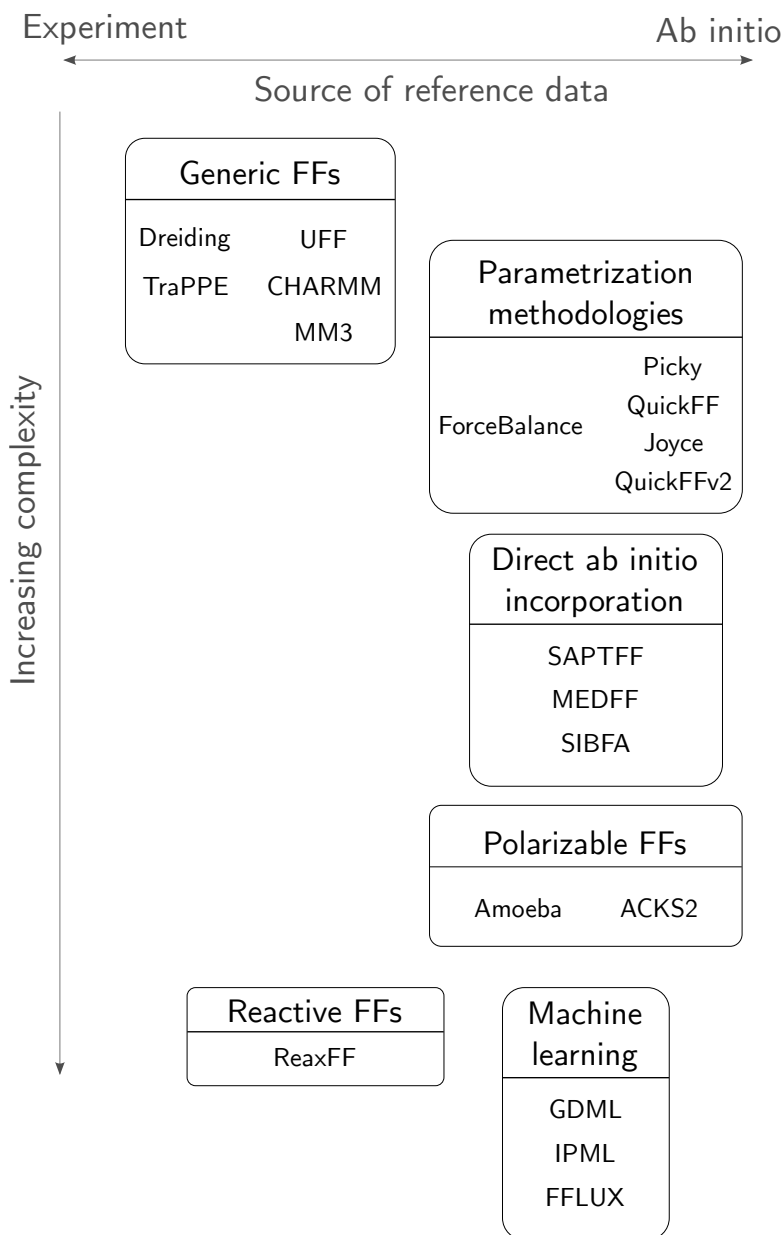 Experiment
Ab initio
Source of reference data
Increasing complexity
Generic FFs
Dreiding UFF
TraPPE CHARMM
MM3
Parametrization
methodologies
Picky
QuickFF
ForceBalance
Joyce
QuickFFv2
Direct ab initio
incorporation
SAPTFF
MEDFF
SIBFA
Polarizable FFs
Amoeba ACKS2
Reactive FFs
ReaxFF
Machine
learning
GDML
IPML
FFLUX